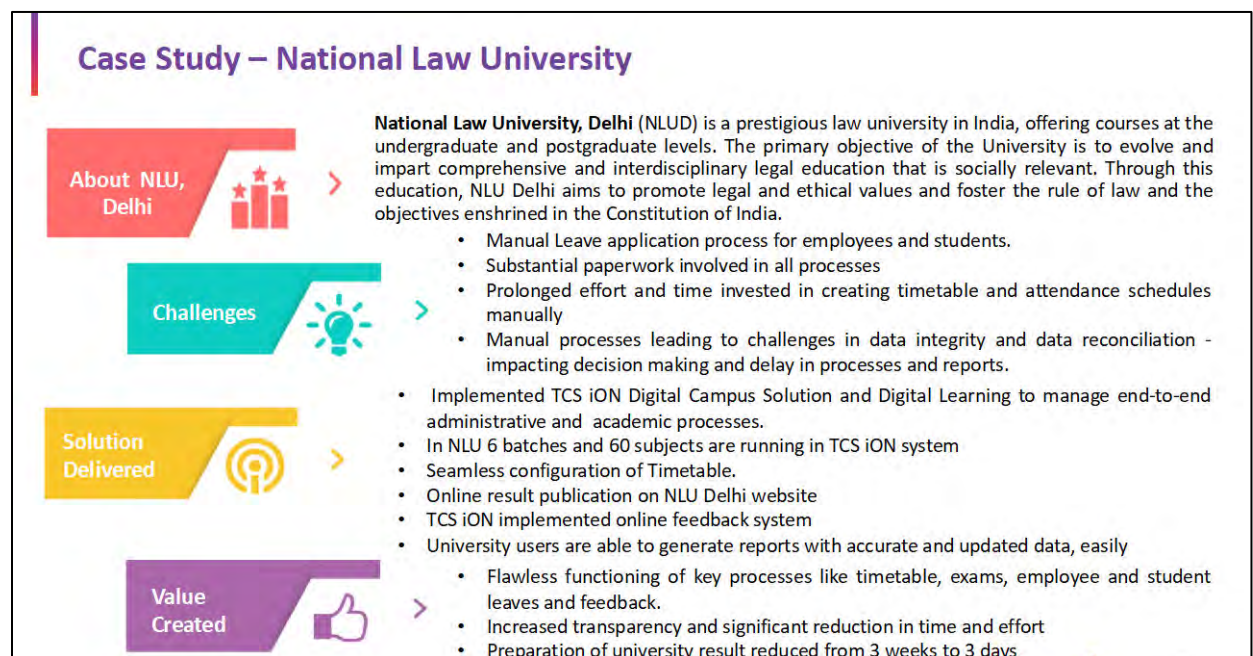 Case Study – National Law University
About NLU,
Delhi
National Law University, Delhi (NLUD) is a prestigious law university in India, offering courses at the
undergraduate and postgraduate levels. The primary objective of the University is to evolve and
impart comprehensive and interdisciplinary legal education that is socially relevant. Through this
education, NLU Delhi aims to promote legal and ethical values and foster the rule of law and the
objectives enshrined in the Constitution of India.
Challenges
• Manual Leave application process for employees and students.
• Substantial paperwork involved in all processes
• Prolonged effort and time invested in creating timetable and attendance schedules
manually
• Manual processes leading to challenges in data integrity and data reconciliation -
impacting decision making and delay in processes and reports.
Solution
Delivered
• Implemented TCS iON Digital Campus Solution and Digital Learning to manage end-to-end
administrative and academic processes.
• In NLU 6 batches and 60 subjects are running in TCS iON system
• Seamless configuration of Timetable.
• Online result publication on NLU Delhi website
• TCS iON implemented online feedback system
• University users are able to generate reports with accurate and updated data, easily
Value
Created
• Flawless functioning of key processes like timetable, exams, employee and student
leaves and feedback.
• Increased transparency and significant reduction in time and effort
• Preparation of university result reduced from 3 weeks to 3 days